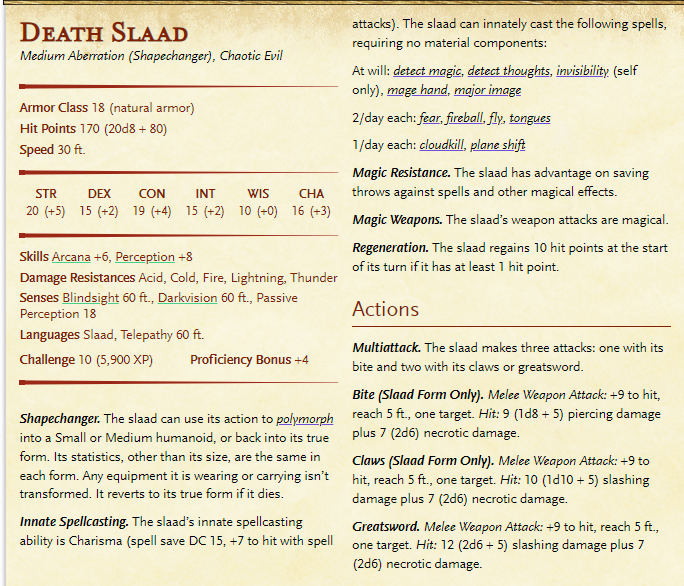 Death Slaad
Medium Aberration (Shapechanger), Chaotic Evil
Armor Class 18 (natural armor)
Hit Points 170 (20d8 + 80)
Speed 30 ft.
STR DEX CON INT WIS CHA
20 (+5) 15 (+2) 19 (+4) 15 (+2) 10 (+0) 16 (+3)
Skills Arcana +6, Perception +8
Damage Resistances Acid, Cold, Fire, Lightning, Thunder
Senses Blindsight 60 ft., Darkvision 60 ft., Passive
Perception 18
Languages Slaad, Telepathy 60 ft.
Challenge 10 (5,900 XP) Proficiency Bonus +4
Shapechanger. The slaad can use its action to polymorph
into a Small or Medium humanoid, or back into its true
form. Its statistics, other than its size, are the same in
each form. Any equipment it is wearing or carrying isn't
transformed. It reverts to its true form if it dies.
Innate Spellcasting. The slaad's innate spellcasting
ability is Charisma (spell save DC 15, +7 to hit with spell
attacks). The slaad can innately cast the following spells,
requiring no material components:
At will: detect magic, detect thoughts, invisibility (self
only), mage hand, major image
2/day each: fear, fireball, fly, tongues
1/day each: cloudkill, plane shift
Magic Resistance. The slaad has advantage on saving
throws against spells and other magical effects.
Magic Weapons. The slaad's weapon attacks are magical.
Regeneration. The slaad regains 10 hit points at the start
of its turn if it has at least 1 hit point.
Actions
Multiattack. The slaad makes three attacks: one with its
bite and two with its claws or greatsword.
Bite (Slaad Form Only). Melee Weapon Attack: +9 to hit,
reach 5 ft., one target. Hit: 9 (1d8 + 5) piercing damage
plus 7 (2d6) necrotic damage.
Claws (Slaad Form Only). Melee Weapon Attack: +9 to
hit, reach 5 ft., one target. Hit: 10 (1d10 + 5) slashing
damage plus 7 (2d6) necrotic damage.
Greatsword. Melee Weapon Attack: +9 to hit, reach 5 ft.,
one target. Hit: 12 (2d6 + 5) slashing damage plus 7
(2d6) necrotic damage.